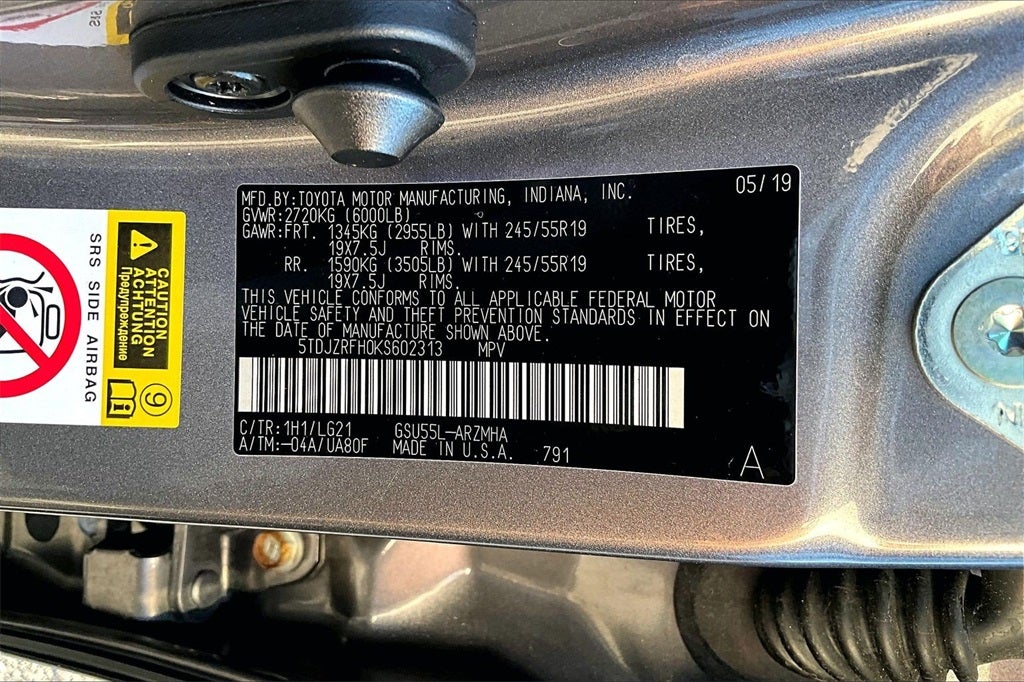 MFD.BY:TOYOTA MOTOR MANUFACTURING, INDIANA, INC. 05/19
GVWR:2720KG (6000LB)
GAWR:FRT. 1345KG (2955LB) WITH 245/55R19 TIRES,
19X7.5J RIMS.
RR. 1590KG (3505LB) WITH 245/55R19 TIRES,
19X7.5J RIMS.
THIS VEHICLE CONFORMS TO ALL APPLICABLE FEDERAL MOTOR
VEHICLE SAFETY AND THEFT PREVENTION STANDARDS IN EFFECT ON
THE DATE OF MANUFACTURE SHOWN ABOVE.
5TDJZRFH0KS602313 MPV
C/TR:1H1/LG21 GSU55L-ARZMHA
A/TM:-04A/UA80F MADE IN U.S.A. 791
A
SRS SIDE AIRBAG
CAUTION
ATTENTION
ACHTUNG
Предупреждение
9